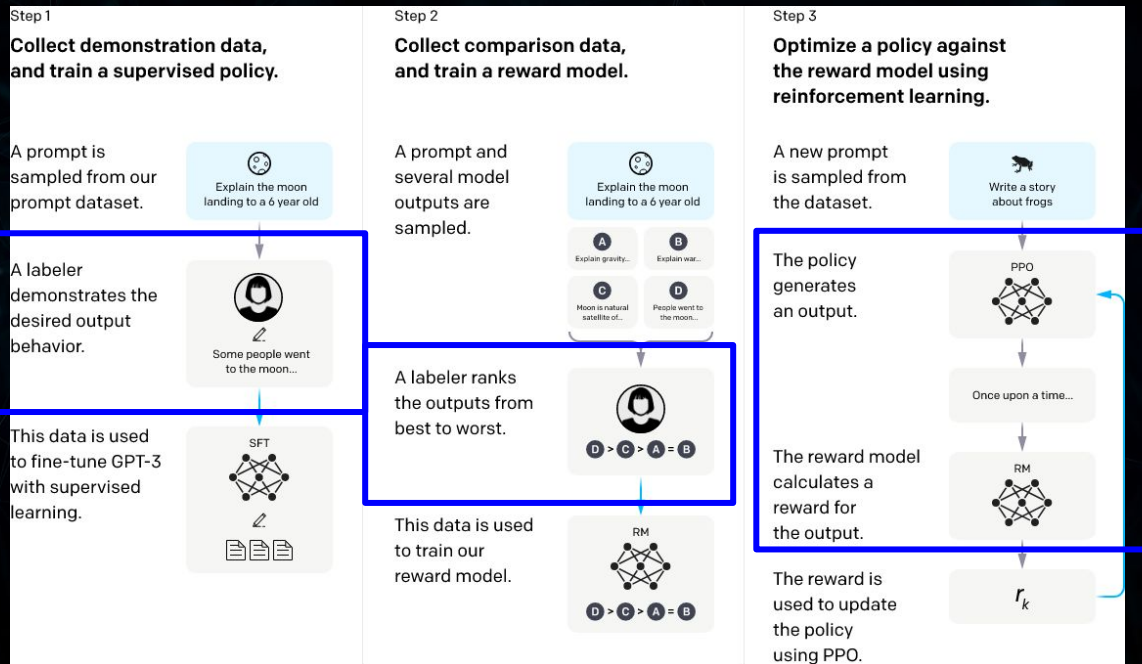 Step 1
Collect demonstration data,
and train a supervised policy.
A prompt is
sampled from our
prompt dataset.
Explain the moon
landing to a 6 year old
A labeler
demonstrates the
desired output
behavior.
Some people went
to the moon...
This data is used
to fine-tune GPT-3
with supervised
learning.
SFT
Step 2
Collect comparison data,
and train a reward model.
A prompt and
several model
outputs are
sampled.
Explain the moon
landing to a 6 year old
A
Explain gravity...
B
Explain war...
C
Moon is natural
satellite of...
D
People went to
the moon...
A labeler ranks
the outputs from
best to worst.
D > C > A = B
This data is used
to train our
reward model.
RM
D > C > A = B
Step 3
Optimize a policy against
the reward model using
reinforcement learning.
A new prompt
is sampled from
the dataset.
Write a story
about frogs
The policy
generates
an output.
PPO
Once upon a time...
The reward model
calculates a
reward for
the output.
RM
The reward is
used to update
the policy
using PPO.
rₖ